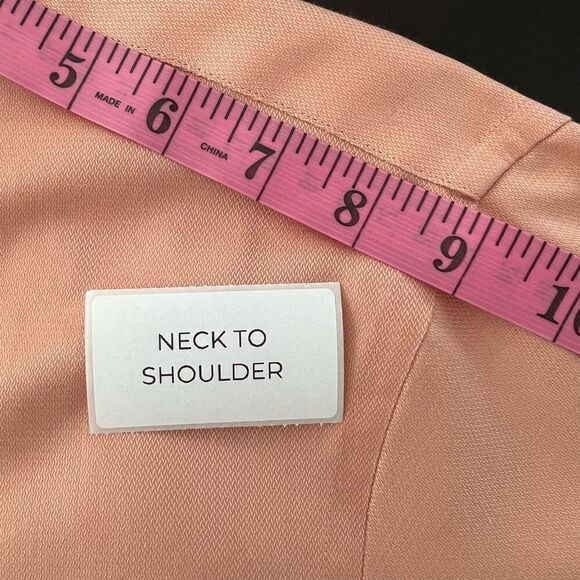 5 6 7 8 9 10
MADE IN
CHINA
NECK TO
SHOULDER